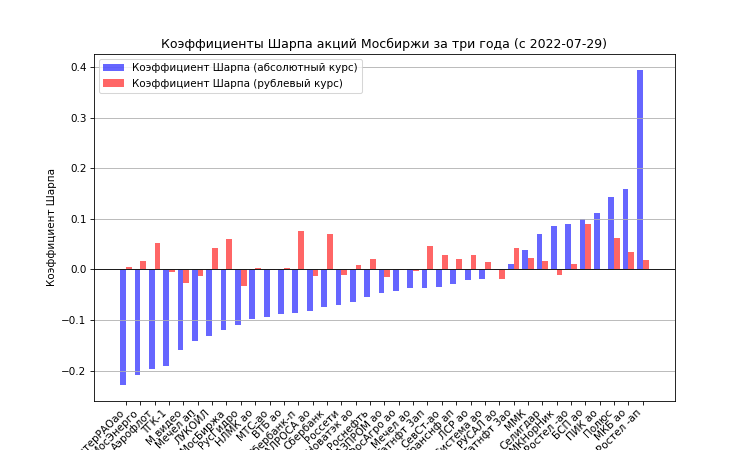 Коэффициенты Шарпа акций Мосбиржи за три года (с 2022-07-29)
Коэффициент Шарпа (абсолютный курс)
Коэффициент Шарпа (рублевый курс)
Коэффициент Шарпа
0.4
0.3
0.2
0.1
0.0
−0.1
−0.2
Аэрофлот
ТГК-1
М.видео
Мечел ап
ЛУКОЙЛ
МосБиржа
РусГидро
НЛМК ао
МТС-ао
ВТБ ао
Сбербанк
Россети
Роснефть
Мечел ао
ЛСР ао
РУСАЛ ао
ММК
Селигдар
Ростел -ао
БСП ао
ПИК ао
Полюс
МКБ ао
Ростел -ап